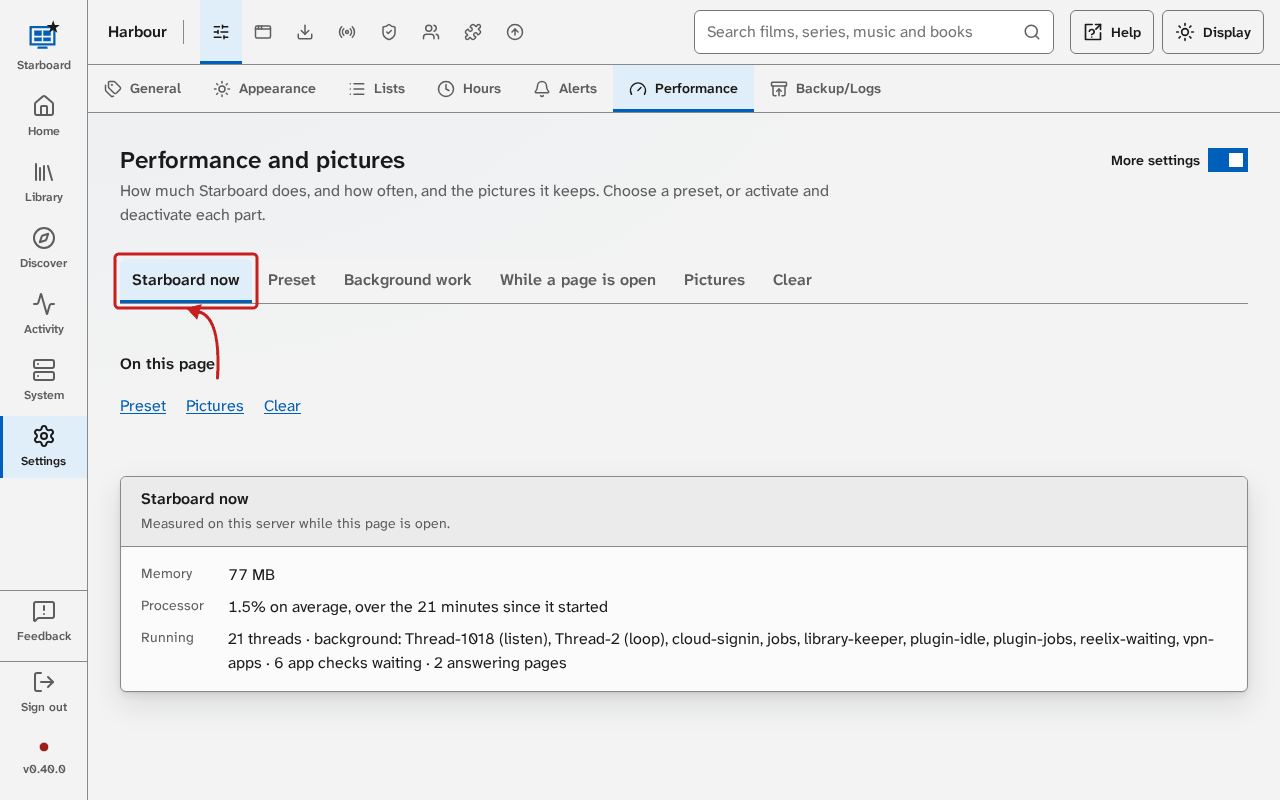 Starboard
Home
Library
Discover
Activity
System
Settings
Feedback
Sign out
v0.40.0
Harbour
Search films, series, music and books
Help
Display
General
Appearance
Lists
Hours
Alerts
Performance
Backup/Logs
Performance and pictures
More settings
How much Starboard does, and how often, and the pictures it keeps. Choose a preset, or activate and
deactivate each part.
Starboard now
Preset
Background work
While a page is open
Pictures
Clear
On this page
Preset
Pictures
Clear
Starboard now
Measured on this server while this page is open.
Memory
77 MB
Processor
1.5% on average, over the 21 minutes since it started
Running
21 threads · background: Thread-1018 (listen), Thread-2 (loop), cloud-signin, jobs, library-keeper, plugin-idle, plugin-jobs, reelix-waiting, vpn-
apps · 6 app checks waiting · 2 answering pages